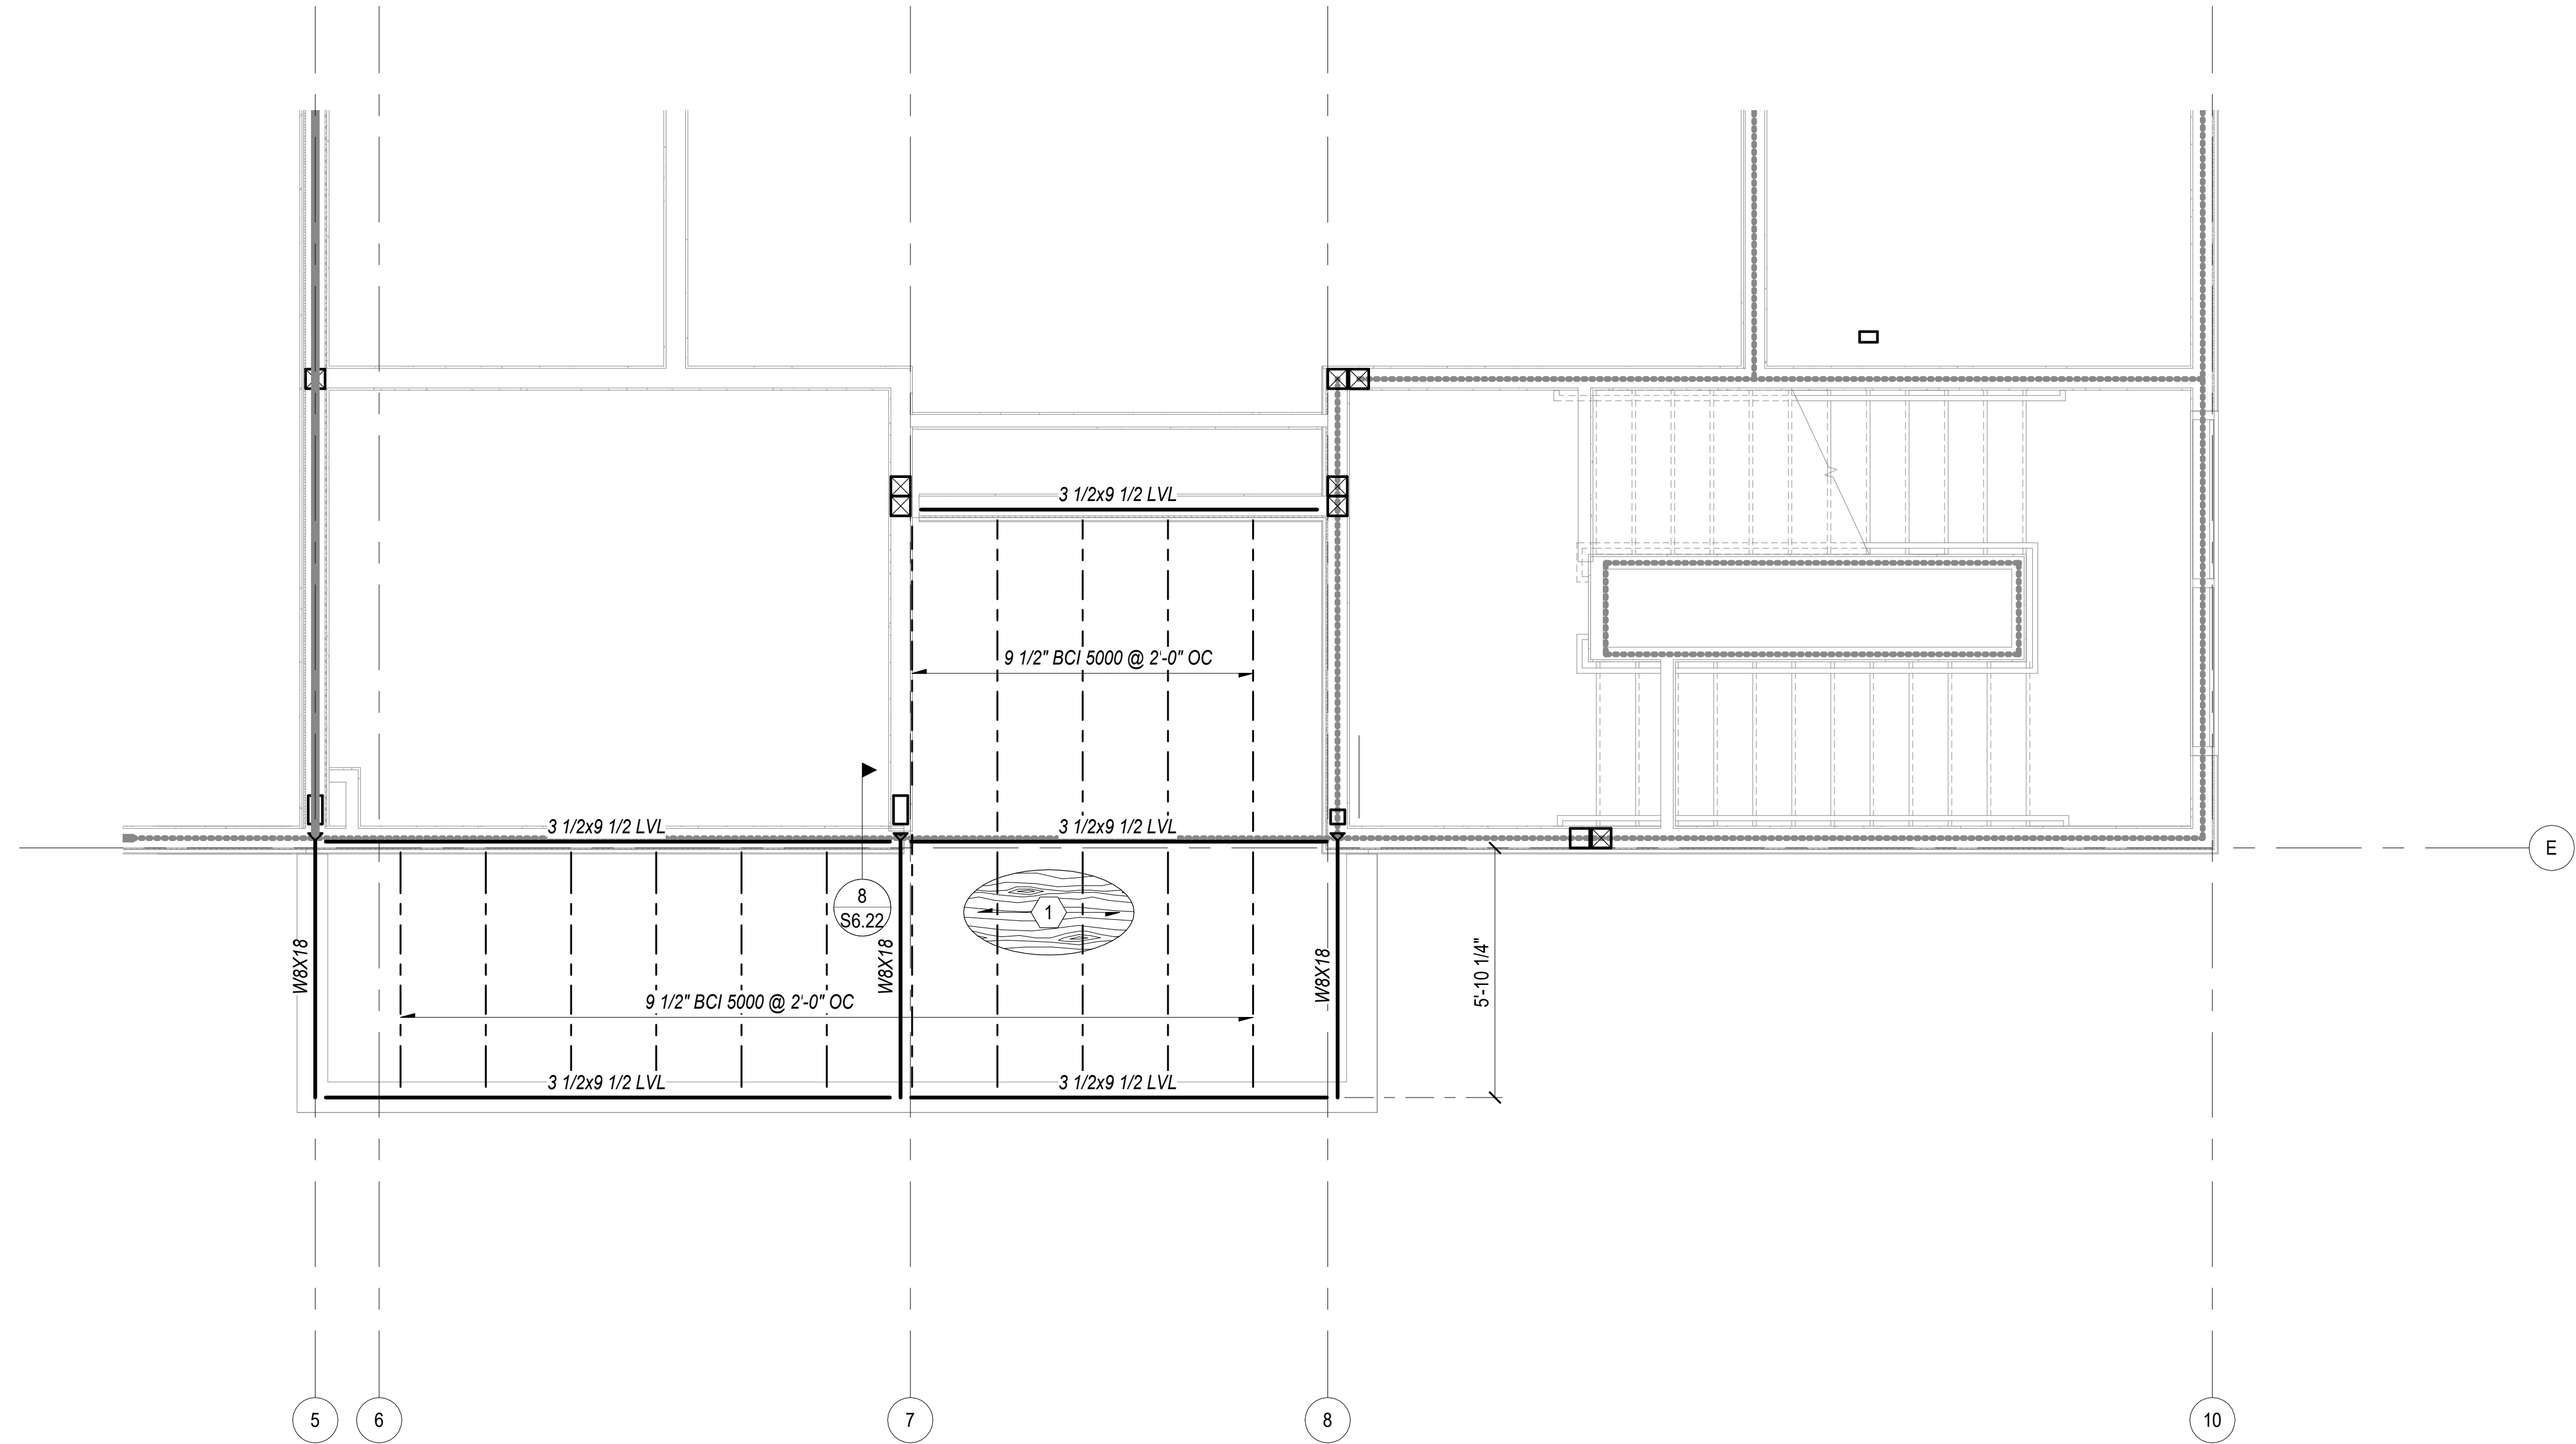 3 1/2x9 1/2 LVL
9 1/2" BCI 5000 @ 2'-0" OC
3 1/2x9 1/2 LVL
3 1/2x9 1/2 LVL
E
8
S6.22
1
W8X18
W8X18
W8X18
5'-10 1/4"
9 1/2" BCI 5000 @ 2'-0" OC
3 1/2x9 1/2 LVL
3 1/2x9 1/2 LVL
5
6
7
8
10